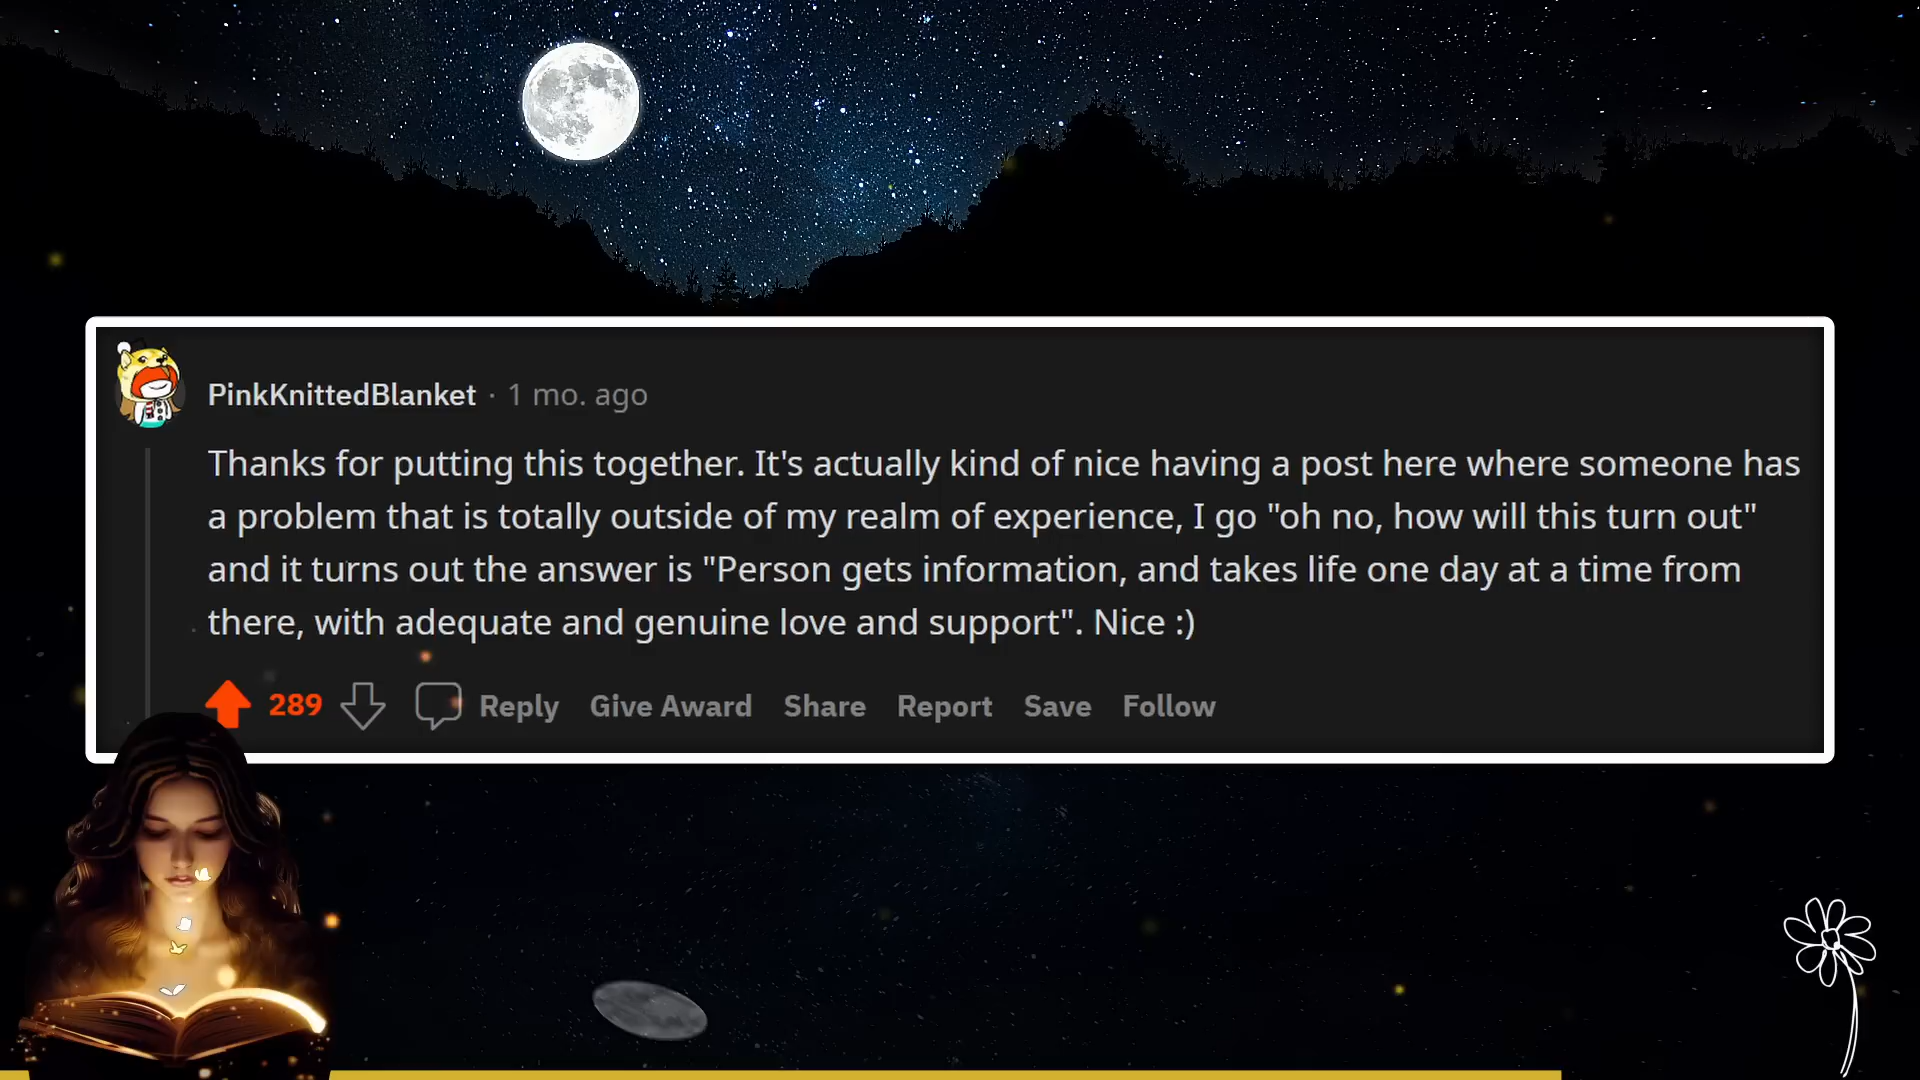 PinkKnittedBlanket · 1 mo. ago
Thanks for putting this together. It's actually kind of nice having a post here where someone has
a problem that is totally outside of my realm of experience, I go "oh no, how will this turn out"
and it turns out the answer is "Person gets information, and takes life one day at a time from
there, with adequate and genuine love and support". Nice :)
289 Reply Give Award Share Report Save Follow